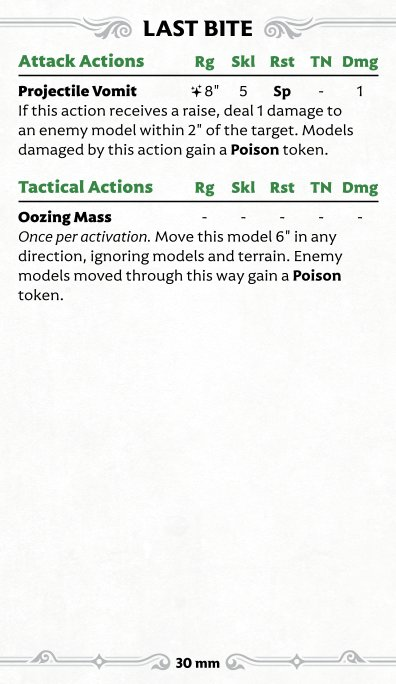 LAST BITE
Attack Actions Rg Skl Rst TN Dmg
Projectile Vomit 8" 5 Sp - 1
If this action receives a raise, deal 1 damage to
an enemy model within 2" of the target. Models
damaged by this action gain a Poison token.
Tactical Actions Rg Skl Rst TN Dmg
Oozing Mass - - - - -
Once per activation. Move this model 6" in any
direction, ignoring models and terrain. Enemy
models moved through this way gain a Poison
token.
30 mm